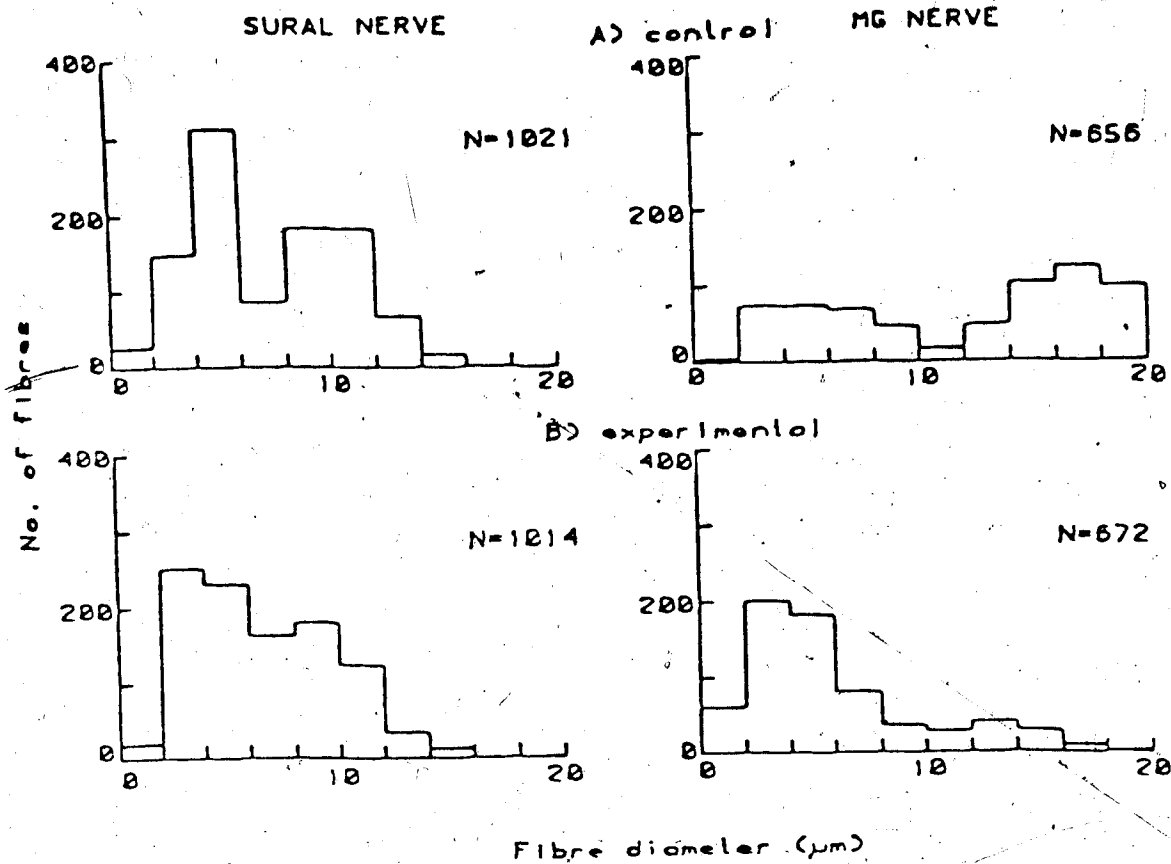 SURAL NERVE
MG NERVE
A) control
400
200
0
N=1021
0
10
20
400
200
0
N=656
0
10
20
B) experimental
No. of fibres
400
200
0
N=1014
0
10
20
400
200
0
N=672
0
10
20
Fibre diameter (μm)